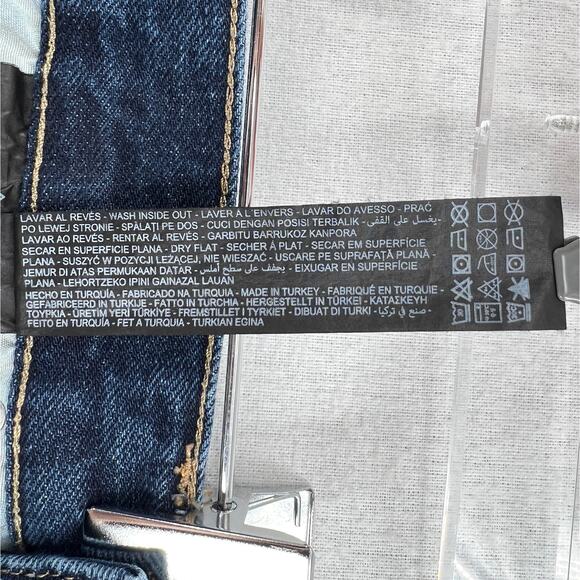 LAVAR AL REVÉS - WASH INSIDE OUT - LAVER À L'ENVERS - LAVAR DO AVESSO - PRAĆ
PO LEWEJ STRONIE - SPĂLAȚI PE DOS - CUCI DENGAN POSISI TERBALIK - يغسل على القفى -
LAVAR AO REVÉS - RENTAR AL REVÉS - GARBITU BARRUKOZ KANPORA
SECAR EN SUPERFICIE PLANA - DRY FLAT - SÉCHER À PLAT - SECAR EM SUPERFÍCIE
PLANA - SUSZYĆ W POZYCJI LEŻĄCEJ, NIE WIESZAĆ - USCARE PE SUPRAFAȚĂ PLANĂ -
JEMUR DI ATAS PERMUKAAN DATAR - يجفف على سطح أملس - EIXUGAR EN SUPERFÍCIE
PLANA - LEHORTZEKO IPINI GAINAZAL LAUAN
HECHO EN TURQUÍA - FABRICADO NA TURQUIA - MADE IN TURKEY - FABRIQUÉ EN TURQUIE -
GEFABRICEERD IN TURKIJE - FATTO IN TURCHIA - HERGESTELLT IN TÜRKEI - ΚΑΤΑΣΚΕΥΗ
ΤΟΥΡΚΙΑ - ÜRETİM YERİ TÜRKİYE - FREMSTILLET I TYRKIET - DIBUAT DI TURKI - صنع في تركيا -
FEITO EN TURQUÍA - FET A TURQUIA - TURKIAN EGINA